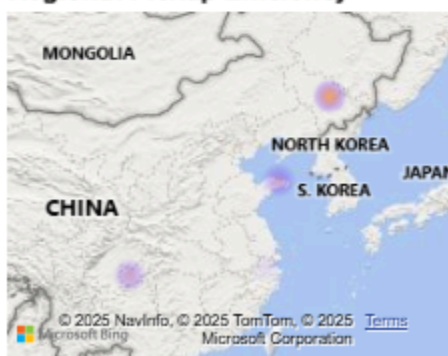 MONGOLIA
NORTH KOREA
JAPAN
S. KOREA
CHINA
© 2025 NavInfo, © 2025 TomTom, © 2025 Terms
Microsoft Bing
Microsoft Corporation